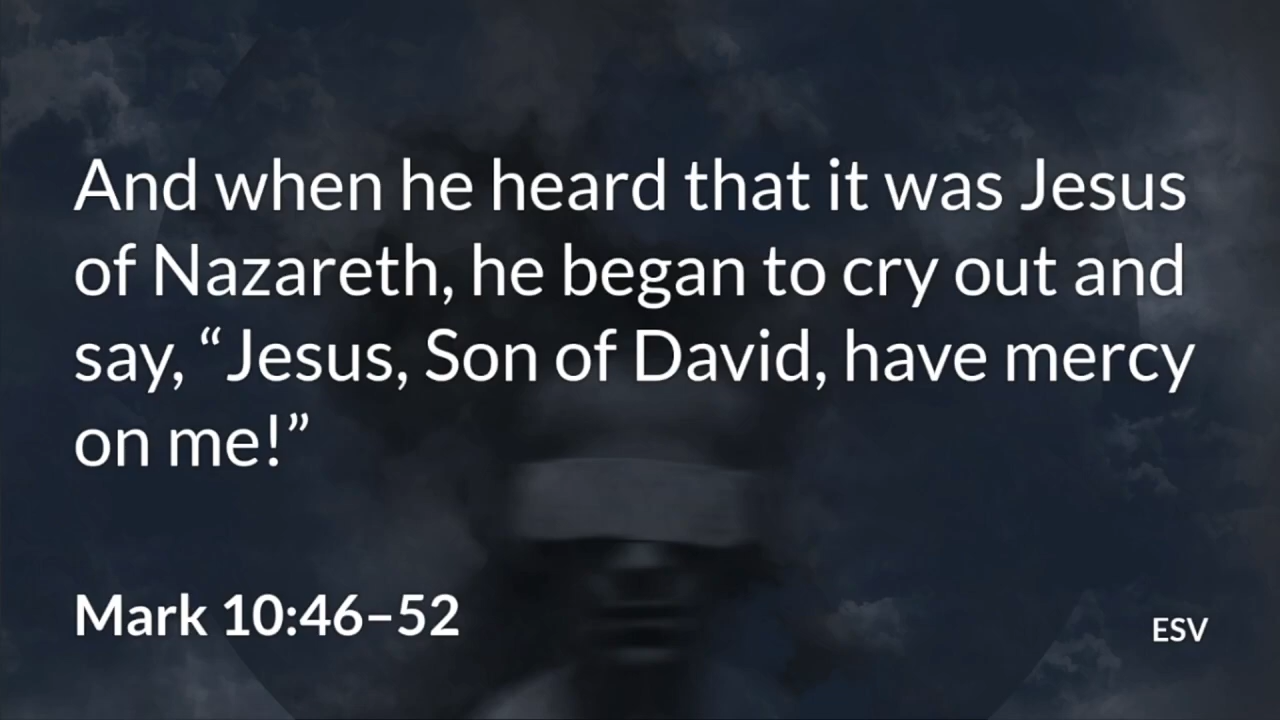 And when he heard that it was Jesus
of Nazareth, he began to cry out and
say, “Jesus, Son of David, have mercy
on me!”
Mark 10:46–52
ESV